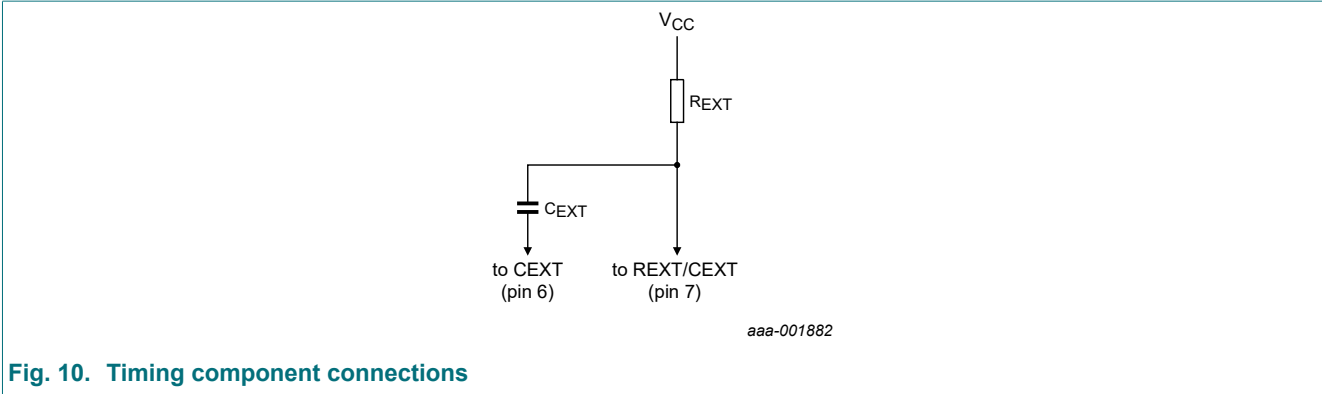 VCC
REXT
CEXT
to CEXT
(pin 6)
to REXT/CEXT
(pin 7)
aaa-001882
Fig. 10. Timing component connections